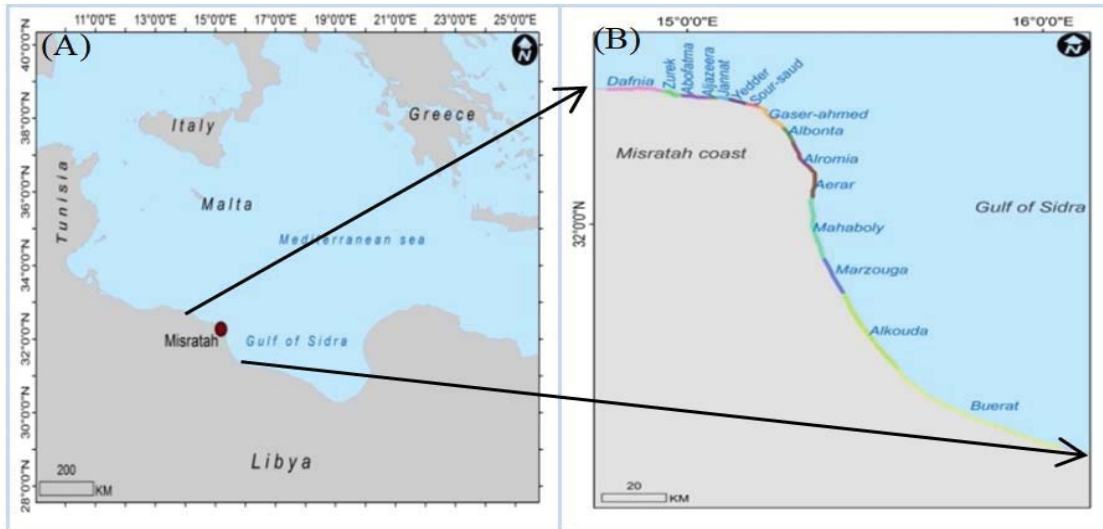 11°0'0"E 13°0'0"E 15°0'0"E 17°0'0"E 19°0'0"E 21°0'0"E 23°0'0"E 25°0'0"E
(A)
N
40°0'0"N
38°0'0"N
36°0'0"N
34°0'0"N
32°0'0"N
30°0'0"N
28°0'0"N
Italy
Greece
Tunisia
Malta
Mediterranean sea
Misratah
Gulf of Sidra
Libya
200
KM
15°0'0"E 16°0'0"E
(B)
N
32°0'0"N
Dafnia
Zurek
Abofatma
Aljazeera
Jannat
Yedder
Sour-saud
Gaser-ahmed
Albonta
Misratah coast
Alromia
Aerar
Gulf of Sidra
Mahaboly
Marzouga
Alkouda
Buerat
20
KM